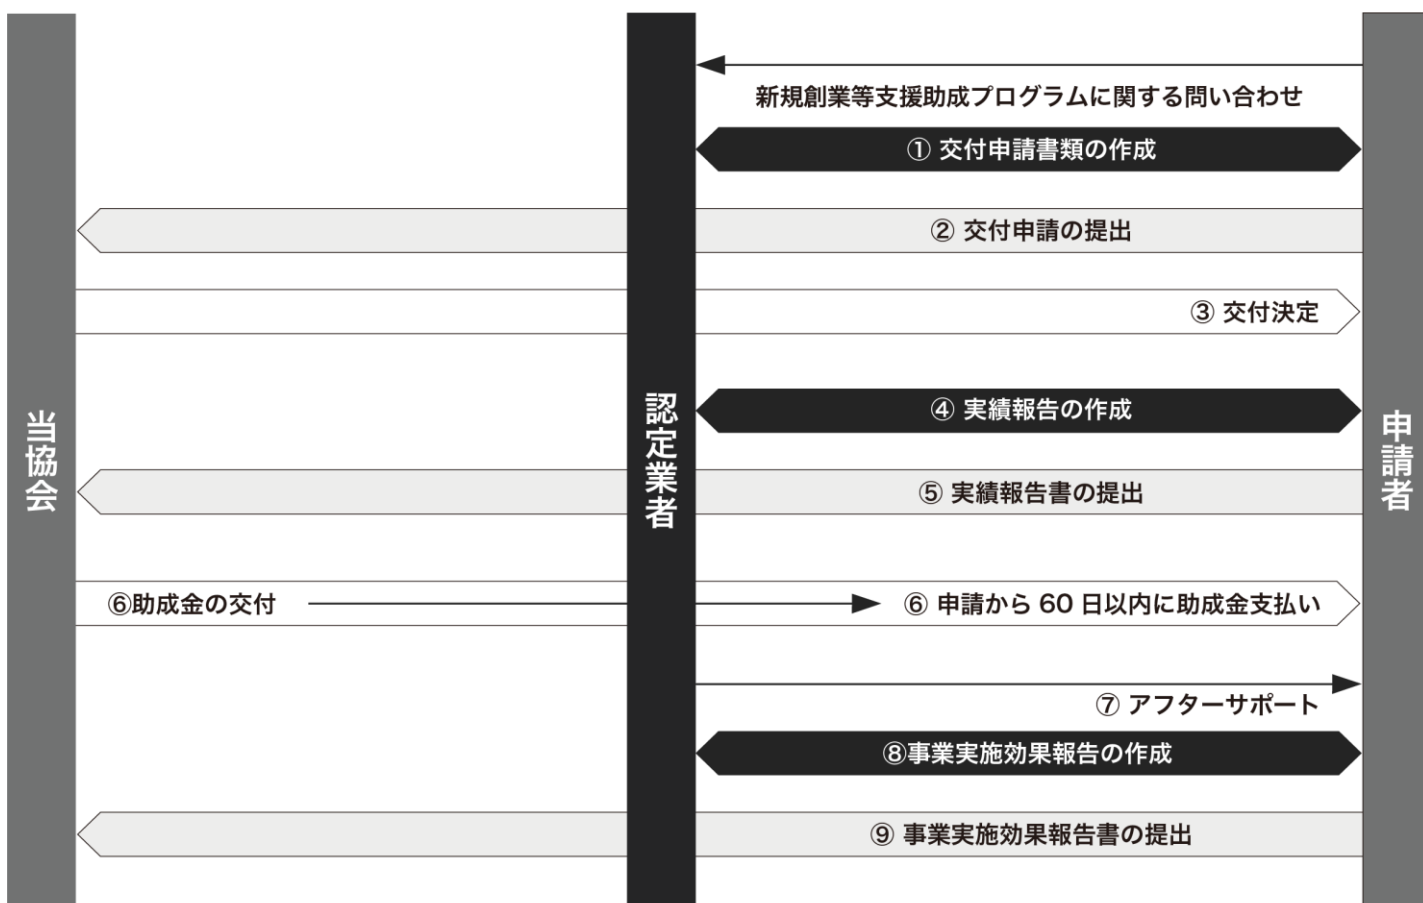 新規創業等支援助成プログラムに関する問い合わせ
① 交付申請書類の作成
② 交付申請の提出
③ 交付決定
④ 実績報告の作成
当協会
認定業者
申請者
⑤ 実績報告書の提出
⑥助成金の交付
⑥ 申請から 60 日以内に助成金支払い
⑦ アフターサポート
⑧事業実施効果報告の作成
⑨ 事業実施効果報告書の提出